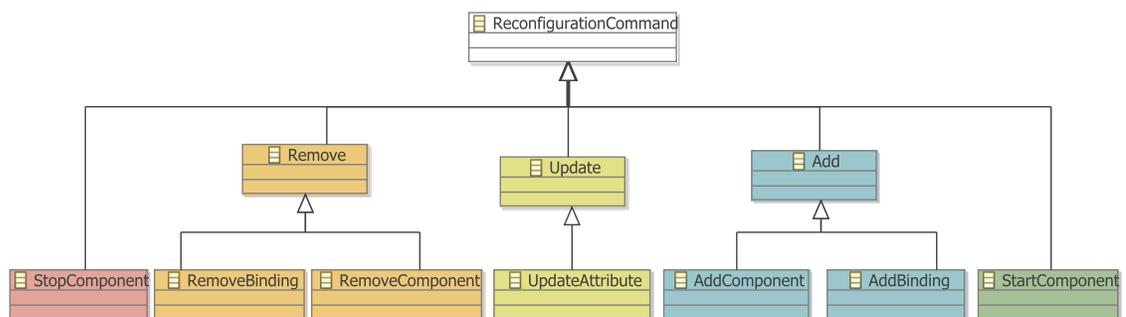 ReconfigurationCommand
Remove
Update
Add
StopComponent
RemoveBinding
RemoveComponent
UpdateAttribute
AddComponent
AddBinding
StartComponent